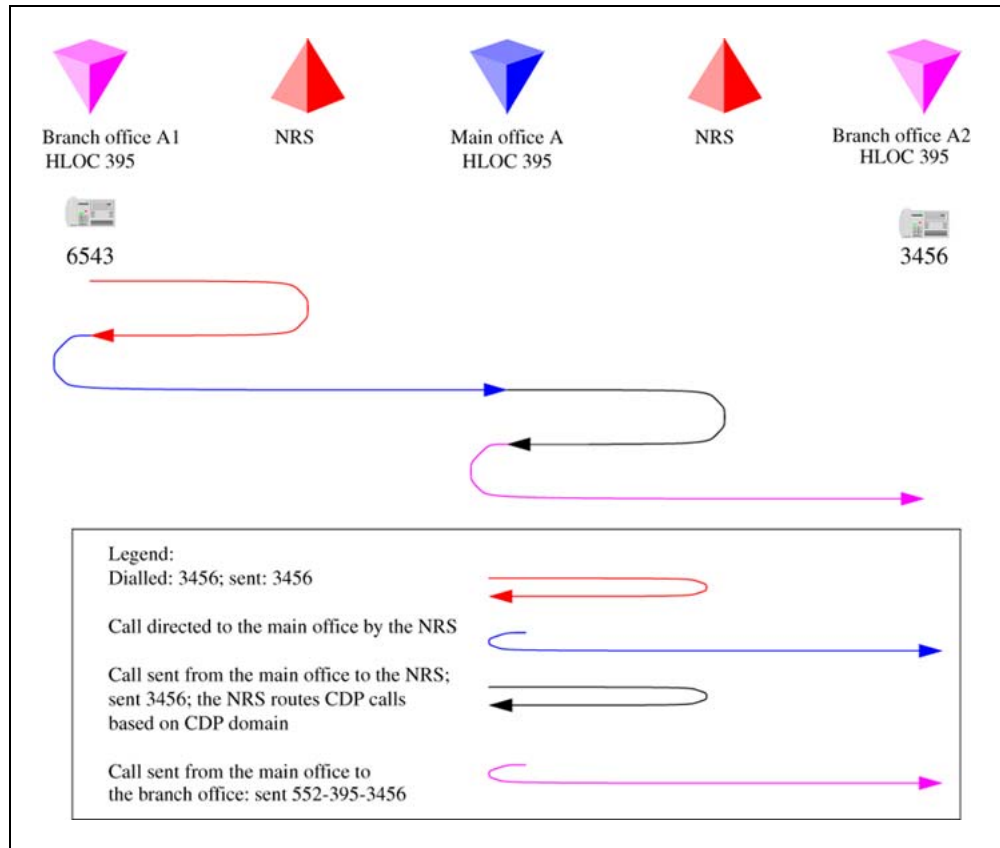 Branch office A1
HLOC 395
NRS
Main office A
HLOC 395
NRS
Branch office A2
HLOC 395
6543
3456
Legend:
Dialled: 3456; sent: 3456
Call directed to the main office by the NRS
Call sent from the main office to the NRS;
sent 3456; the NRS routes CDP calls
based on CDP domain
Call sent from the main office to
the branch office: sent 552-395-3456